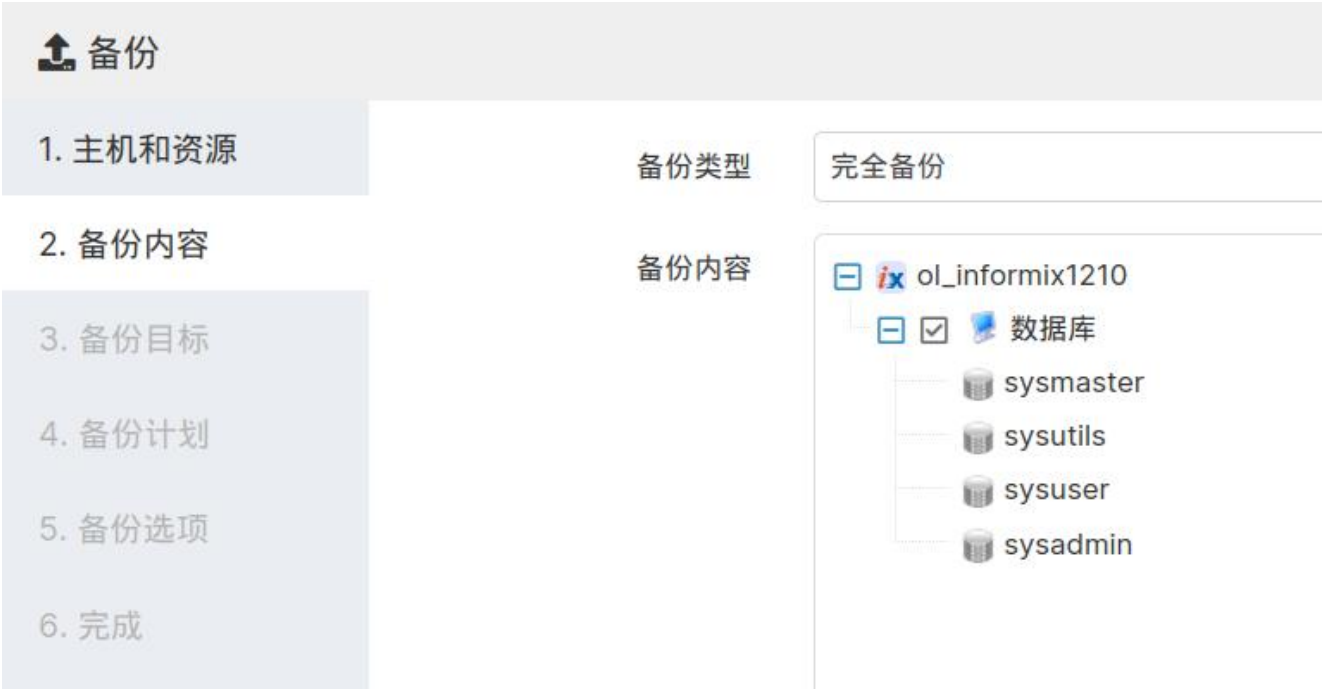 备份
1. 主机和资源
2. 备份内容
3. 备份目标
4. 备份计划
5. 备份选项
6. 完成
备份类型
完全备份
备份内容
ix ol_informix1210
数据库
sysmaster
sysutils
sysuser
sysadmin